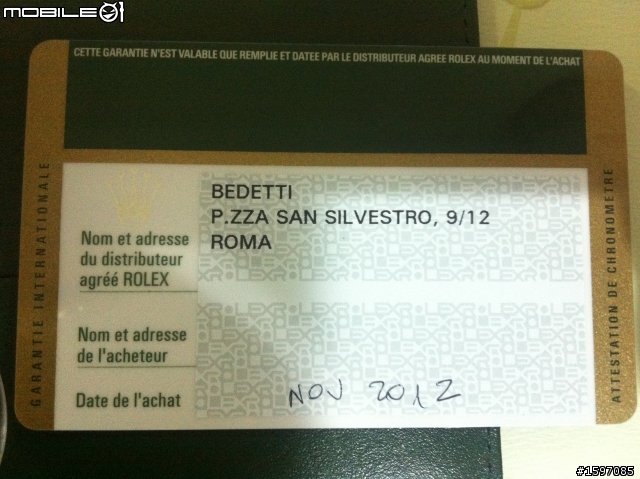 MOBILE01
CETTE GARANTIE N'EST VALABLE QUE REMPLIE ET DATEE PAR LE DISTRIBUTEUR AGREE ROLEX AU MOMENT DE L'ACHAT
GARANTIE INTERNATIONALE
BEDETTI
P.ZZA SAN SILVESTRO, 9/12
ROMA
Nom et adresse
du distributeur
agréé ROLEX
Nom et adresse
de l'acheteur
Date de l'achat
NOV 2012
ATTESTATION DE CHRONOMETRE
#1597085